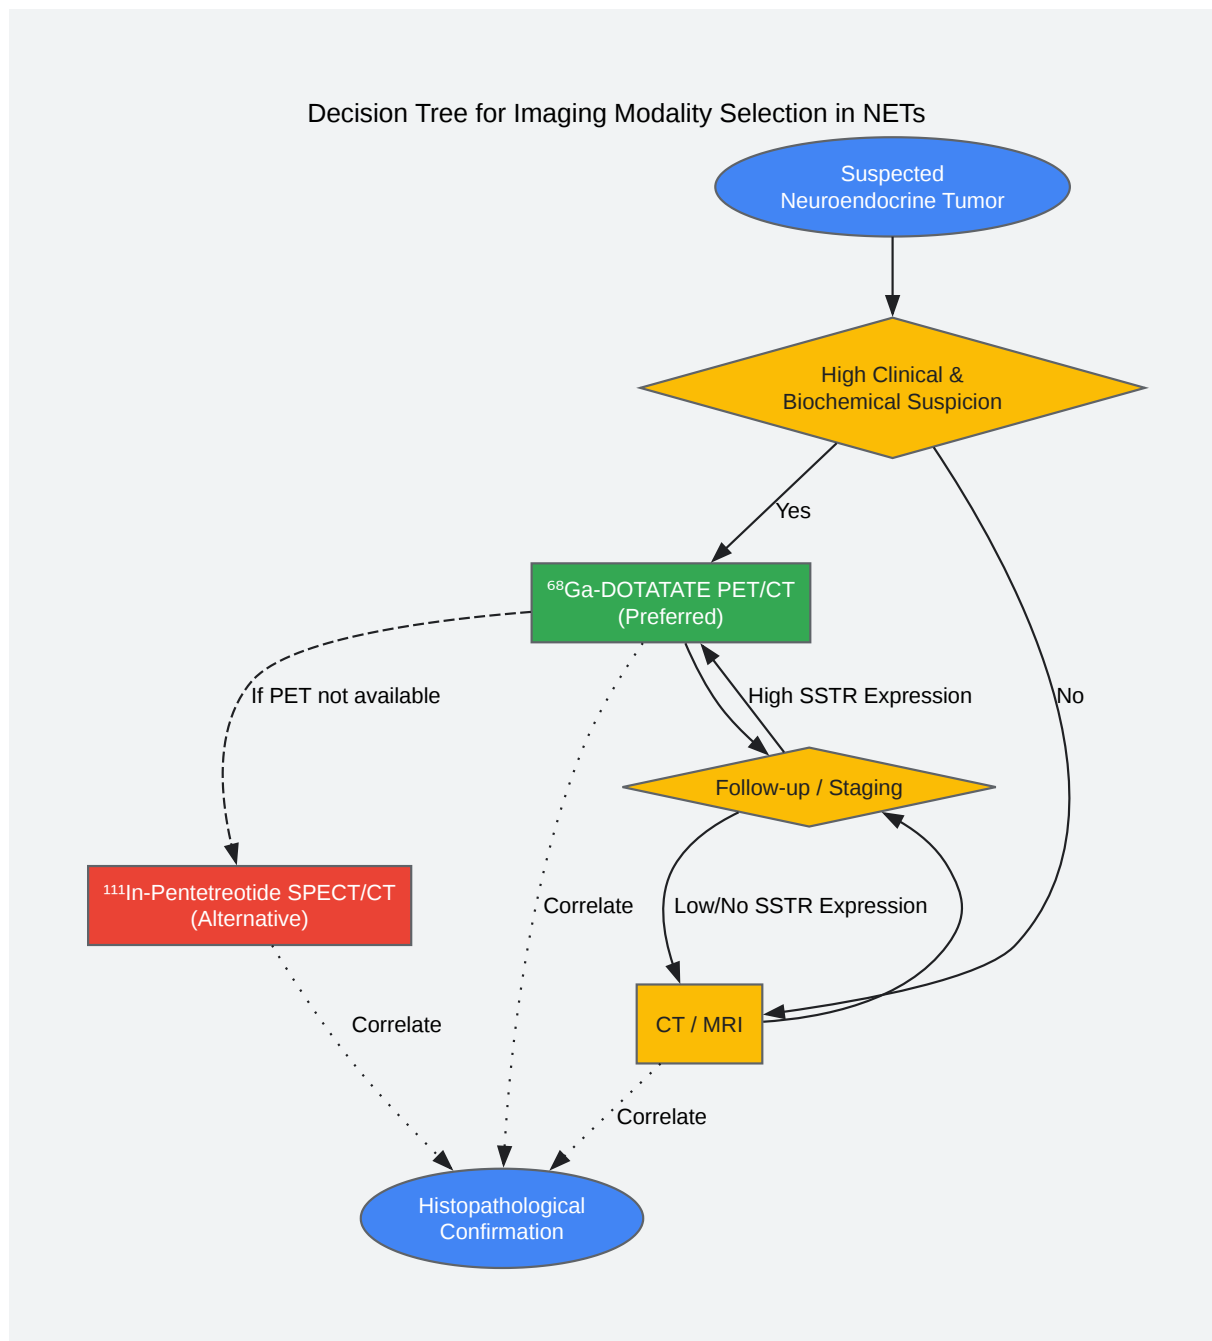 Decision Tree for Imaging Modality Selection in NETs
Suspected
Neuroendocrine Tumor
High Clinical &
Biochemical Suspicion
Yes
⁶⁸Ga-DOTATATE PET/CT
(Preferred)
If PET not available
High SSTR Expression
No
Follow-up / Staging
¹¹¹In-Pentetreotide SPECT/CT
(Alternative)
Correlate
Low/No SSTR Expression
Correlate
CT / MRI
Correlate
Histopathological
Confirmation